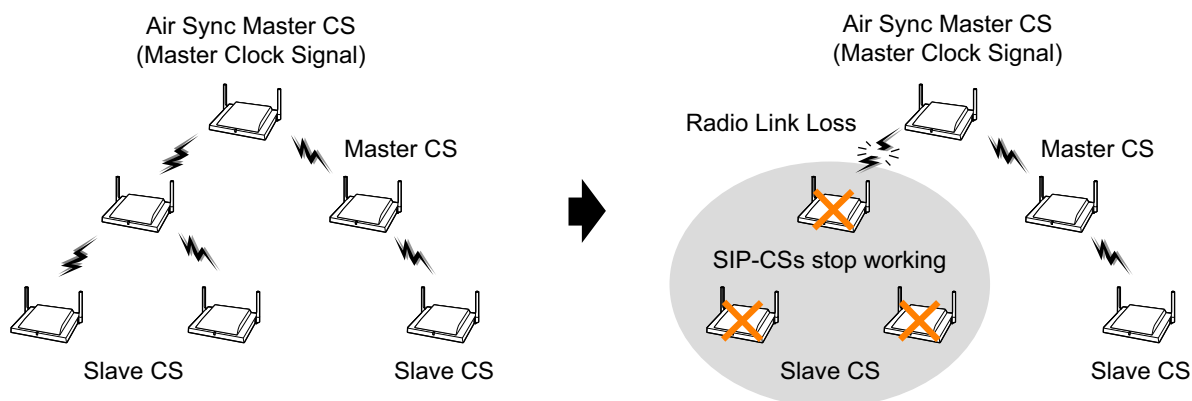 Air Sync Master CS
(Master Clock Signal)
Master CS
Slave CS
Slave CS
Air Sync Master CS
(Master Clock Signal)
Radio Link Loss
Master CS
SIP-CSs stop working
Slave CS
Slave CS